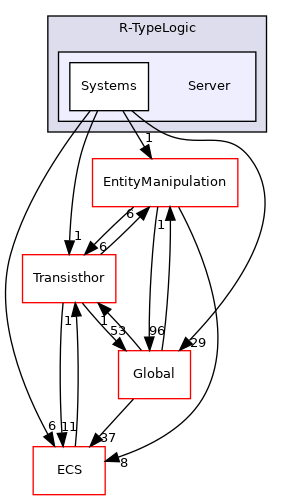 R-TypeLogic
Systems
Server
1
EntityManipulation
1
6
1
6
Transisthor
1
53
1
96
29
Global
6
11
37
8
ECS